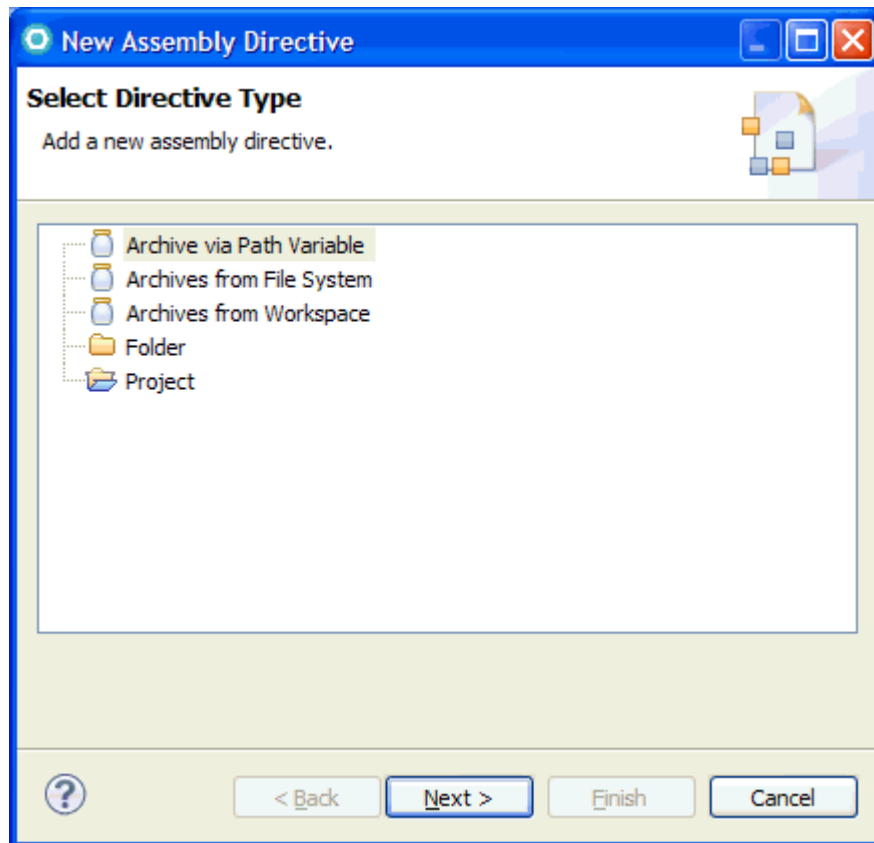 New Assembly Directive
Select Directive Type
Add a new assembly directive.
Archive via Path Variable
Archives from File System
Archives from Workspace
Folder
Project
? < Back Next > Finish Cancel